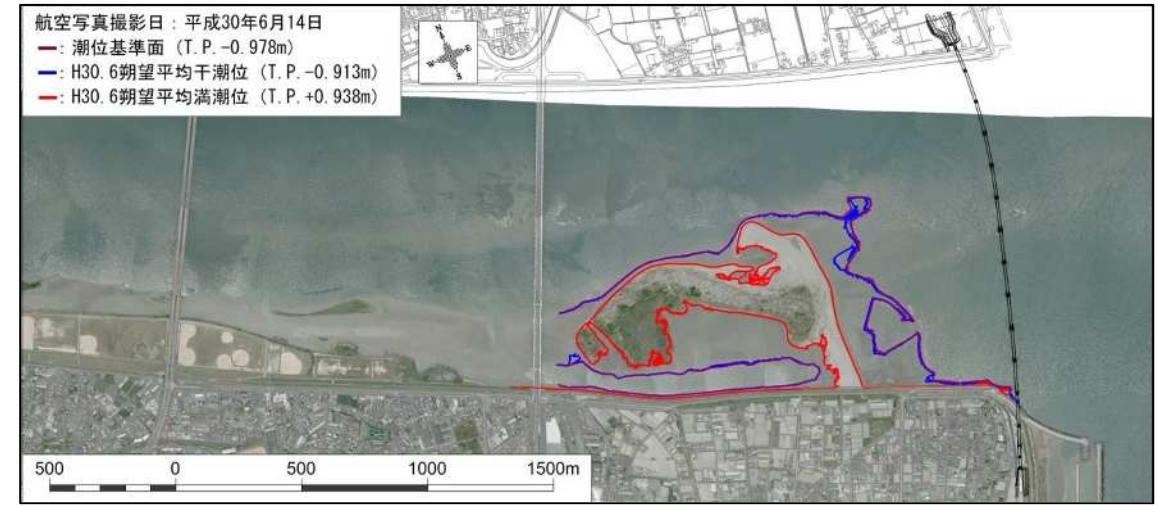 航空写真撮影日：平成30年6月14日
：潮位基準面（T.P.-0.978m）
：H30.6朔望平均干潮位（T.P.-0.913m）
：H30.6朔望平均満潮位（T.P.+0.938m）
N
E
W
S
500 0 500 1000 1500m